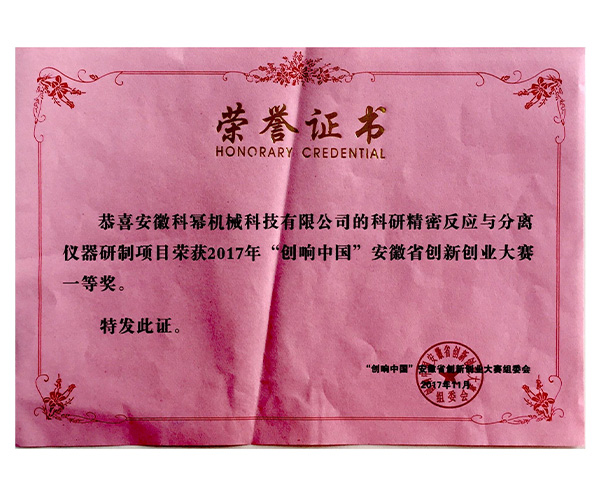 荣誉证书
HONORARY CREDENTIAL
恭喜安徽科幂机械科技有限公司的科研精密反应与分离
仪器研制项目荣获2017年“创响中国”安徽省创新创业大赛
一等奖。
特发此证。
“创响中国”安徽省创新创业大赛组委会
2017年11月
组委会